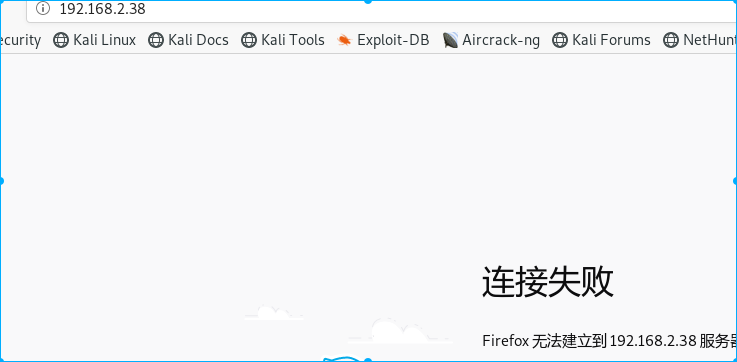 192.168.2.38
ecurity Kali Linux Kali Docs Kali Tools Exploit-DB Aircrack-ng Kali Forums NetHunt
连接失败
Firefox 无法建立到 192.168.2.38 服务器